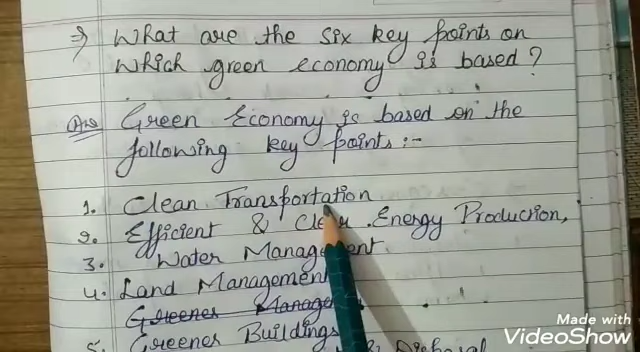 ⇒ What are the six key points on
which green economy is based?
Ans Green Economy is based on the
following key points:-
1. Clean Transportation
2. Efficient & Clean Energy Production,
3. Water Management
4. Land Management
Greener Manage
5. Greener Buildings
& Disposal
Made with
VideoShow